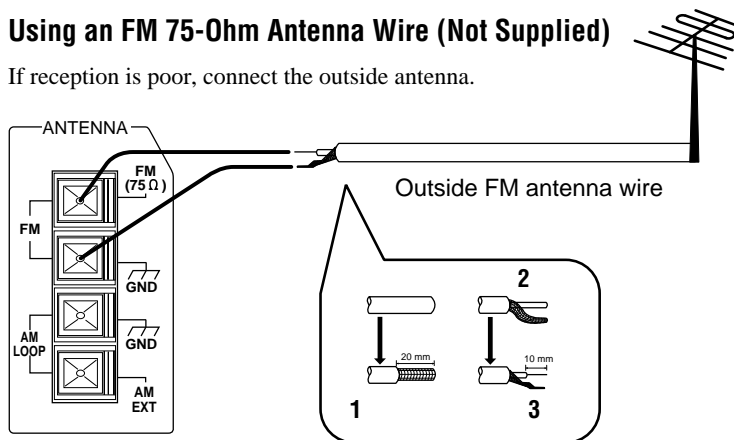 Using an FM 75-Ohm Antenna Wire (Not Supplied)
If reception is poor, connect the outside antenna.
ANTENNA
FM
(75 Ω )
FM
GND
AM
LOOP
GND
AM
EXT
Outside FM antenna wire
2
20 mm
10 mm
1
3